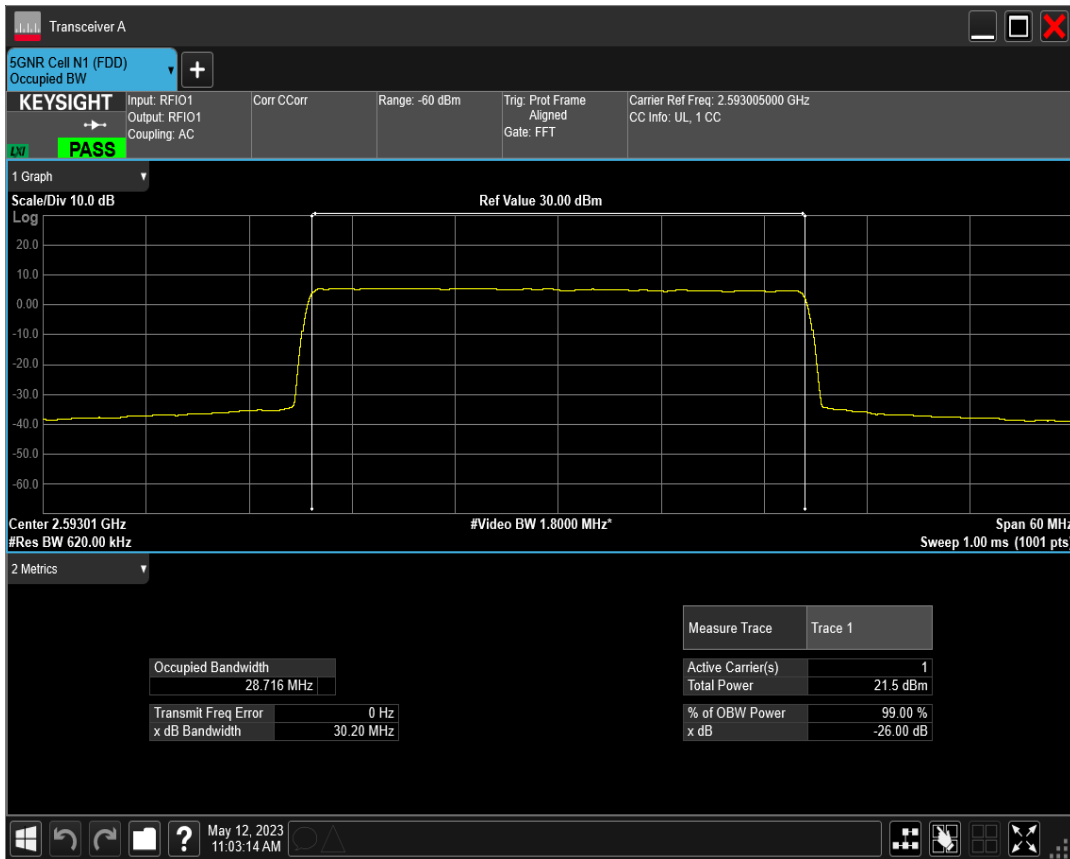 Transceiver A
5GNR Cell N1 (FDD)
Occupied BW
+
KEYSIGHT
LXI
PASS
Input: RFIO1
Output: RFIO1
Coupling: AC
Corr CCorr
Range: -60 dBm
Trig: Prot Frame
Aligned
Gate: FFT
Carrier Ref Freq: 2.593005000 GHz
CC Info: UL, 1 CC
1 Graph
Scale/Div 10.0 dB
Ref Value 30.00 dBm
Log
20.0
10.0
0.00
-10.0
-20.0
-30.0
-40.0
-50.0
-60.0
Center 2.59301 GHz
#Video BW 1.8000 MHz*
Span 60 MHz
#Res BW 620.00 kHz
Sweep 1.00 ms (1001 pts)
2 Metrics
Measure Trace Trace 1
Occupied Bandwidth
28.716 MHz
Active Carrier(s) 1
Total Power 21.5 dBm
Transmit Freq Error 0 Hz
x dB Bandwidth 30.20 MHz
% of OBW Power 99.00 %
x dB -26.00 dB
?
May 12, 2023
11:03:14 AM